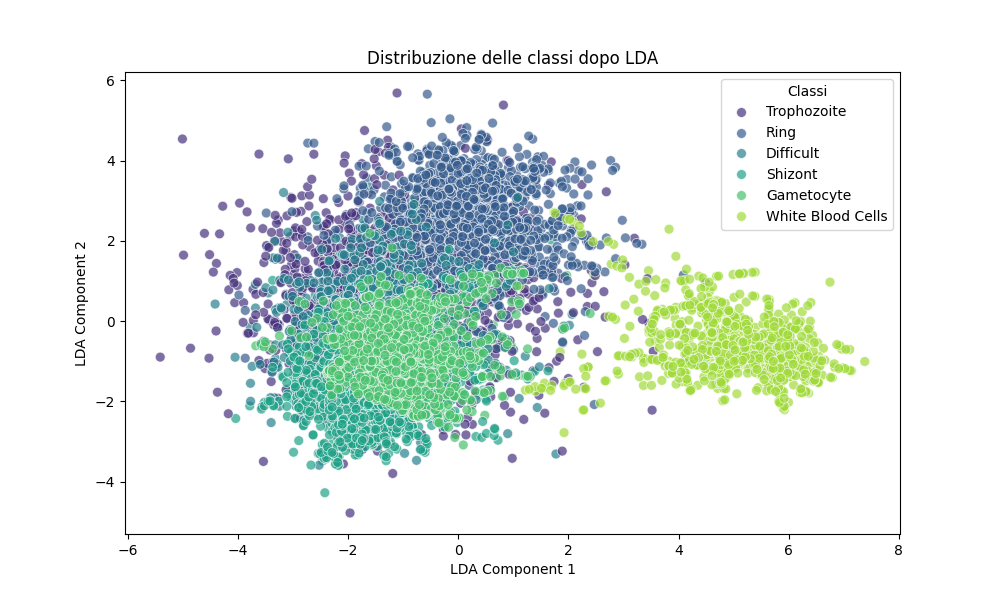 Distribuzione delle classi dopo LDA
6
4
2
0
−2
−4
LDA Component 2
Classi
Trophozoite
Ring
Difficult
Shizont
Gametocyte
White Blood Cells
−6
−4
−2
0
2
4
6
8
LDA Component 1